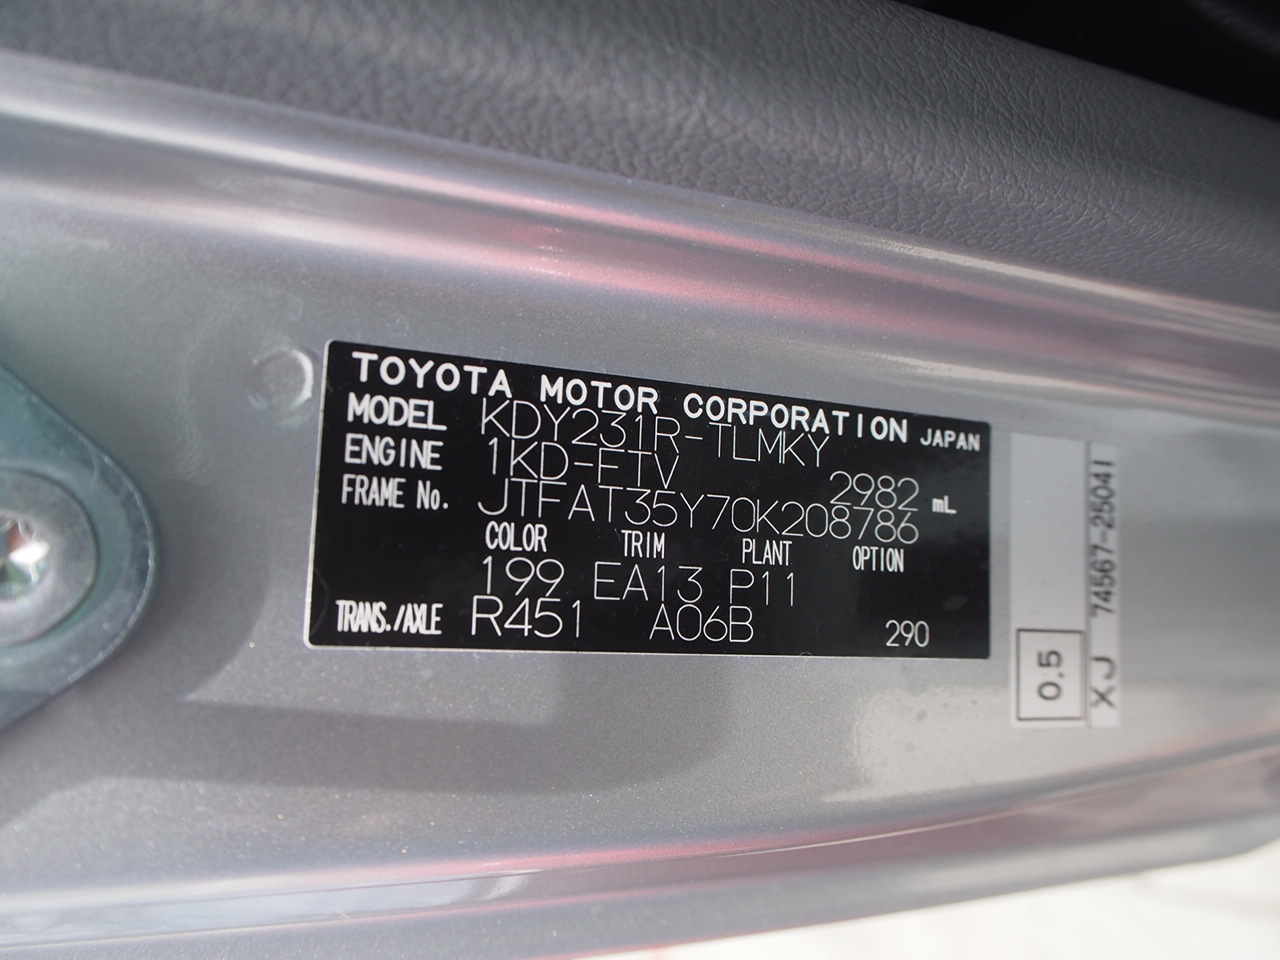 TOYOTA MOTOR CORPORATION JAPAN
MODEL KDY231R-TLMKY
ENGINE 1KD-FTV 2982 mL
FRAME No. JTFAT35Y70K208786
COLOR TRIM PLANT OPTION
199 EA13 P11
TRANS./AXLE R451 A06B 290
0.5
XJ 74567-25041